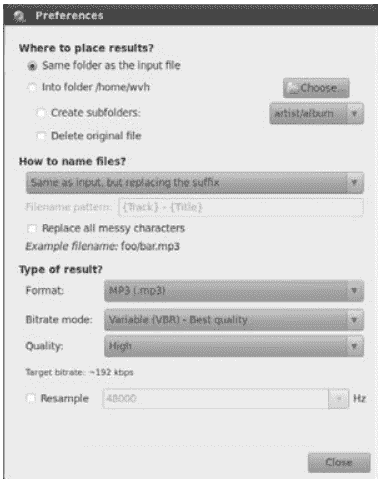 Preferences
Where to place results?
Same folder as the input file
Into folder /home/wvh
Choose...
Create subfolders:
artist/album
Delete original file
How to name files?
Same as input, but replacing the suffix
Filename pattern: {Track} - {Title}
Replace all messy characters
Example filename: foo/bar.mp3
Type of result?
Format: MP3 (.mp3)
Bitrate mode: Variable (VBR) - Best quality
Quality: High
Target bitrate: ~192 kbps
Resample 48000 Hz
Close